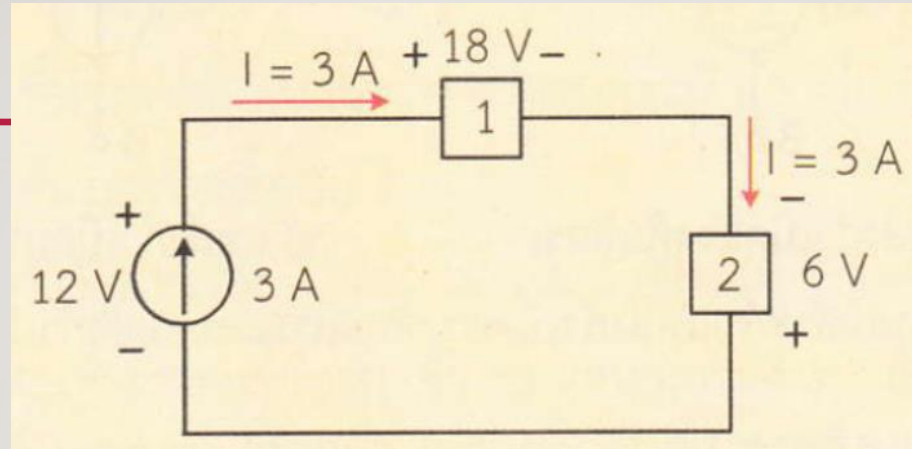 I = 3 A
+ 18 V -
1
I = 3 A
+
-
12 V
3 A
2
6 V
-
+